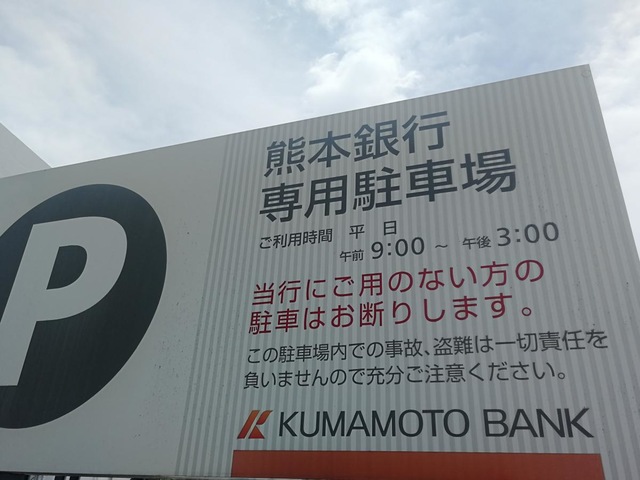 P
熊本銀行
専用駐車場
ご利用時間 平日
午前 9:00 ~ 午後 3:00
当行にご用のない方の
駐車はお断りします。
この駐車場内での事故、盗難は一切責任を
負いませんので充分ご注意ください。
KUMAMOTO BANK